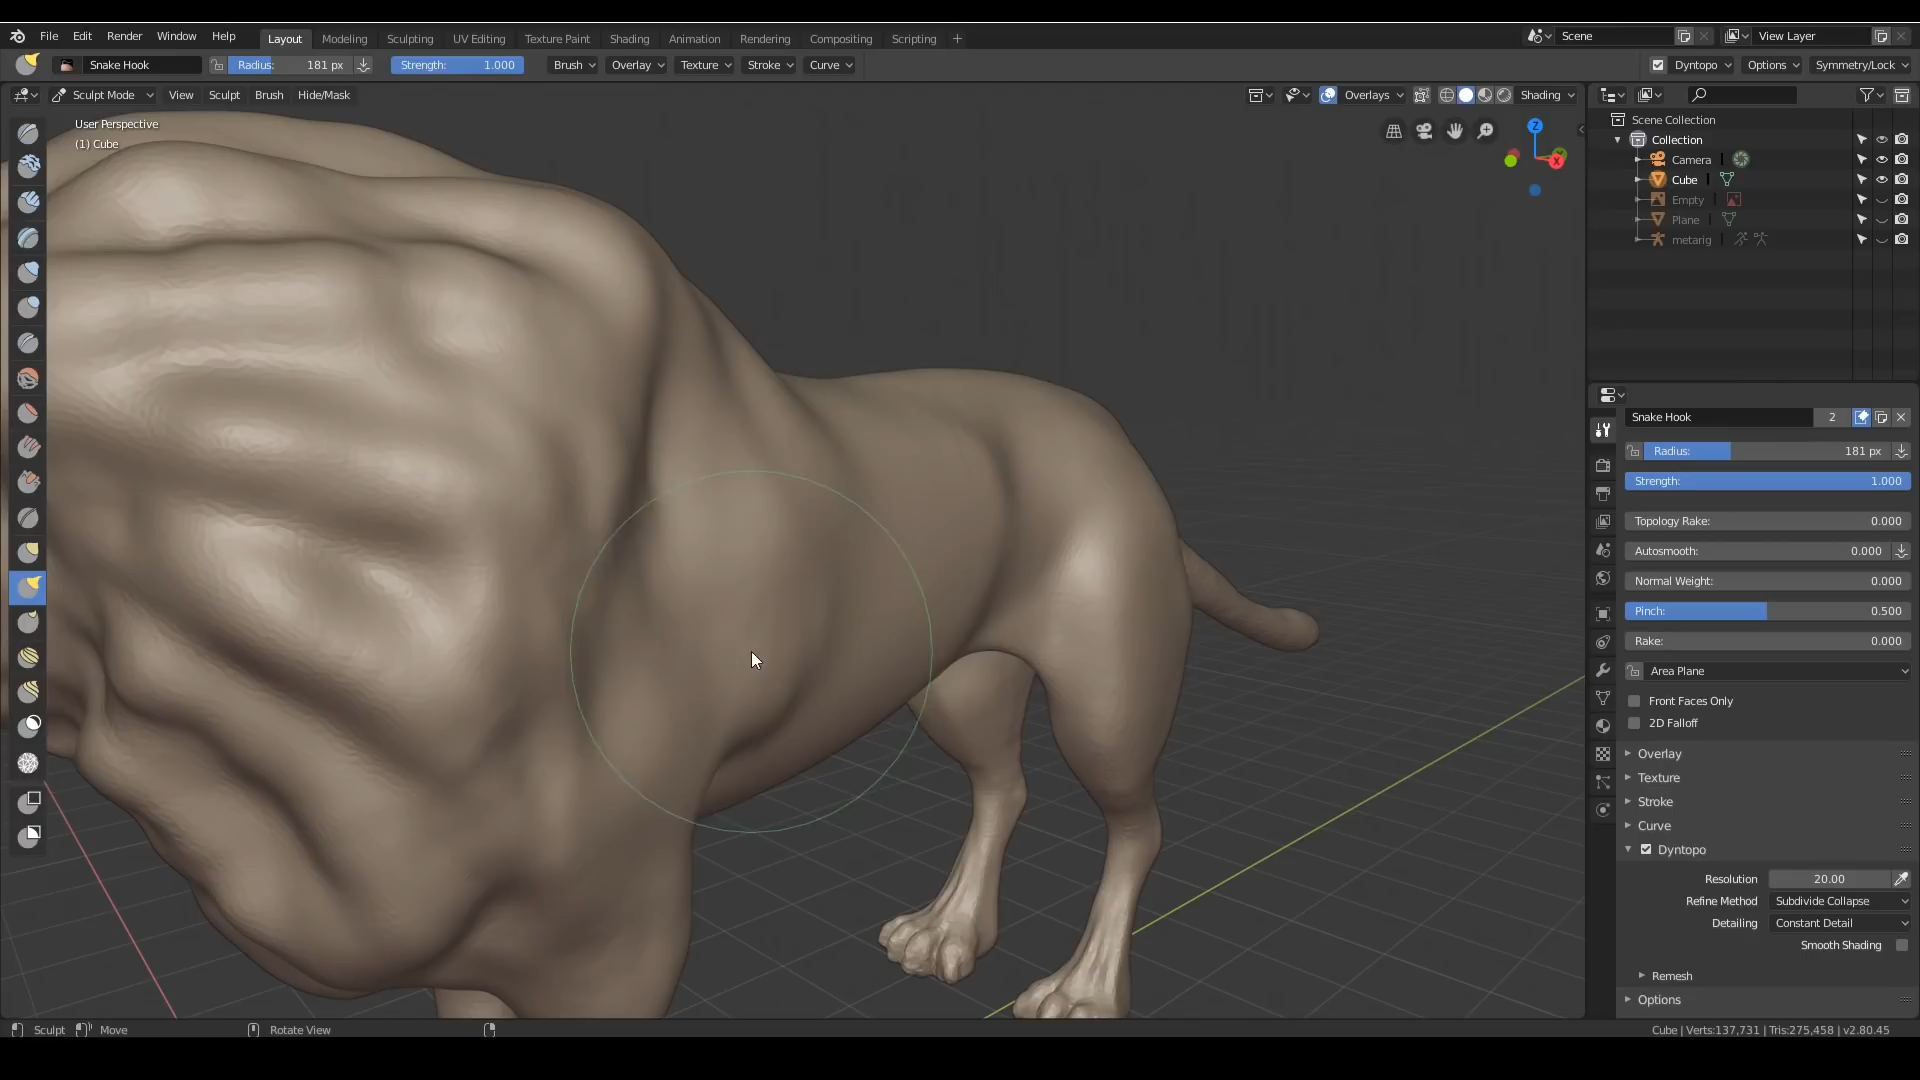 File Edit Render Window Help Layout Modeling Sculpting UV Editing Texture Paint Shading Animation Rendering Compositing Scripting + Scene View Layer
Snake Hook Radius: 181 px Strength: 1.000 Brush Overlay Texture Stroke Curve Dyntopo Options Symmetry/Lock
Sculpt Mode View Sculpt Brush Hide/Mask Overlays Shading
User Perspective
(1) Cube
Z
Y
X
Scene Collection
Collection
Camera
Cube
Empty
Plane
metarig
Snake Hook 2
Radius: 181 px
Strength: 1.000
Topology Rake: 0.000
Autosmooth: 0.000
Normal Weight: 0.000
Pinch: 0.500
Rake: 0.000
Area Plane
Front Faces Only
2D Falloff
Overlay
Texture
Stroke
Curve
Dyntopo
Resolution 20.00
Refine Method Subdivide Collapse
Detailing Constant Detail
Smooth Shading
Remesh
Options
Sculpt Move Rotate View Cube | Verts:137,731 | Tris:275,458 | v2.80.45